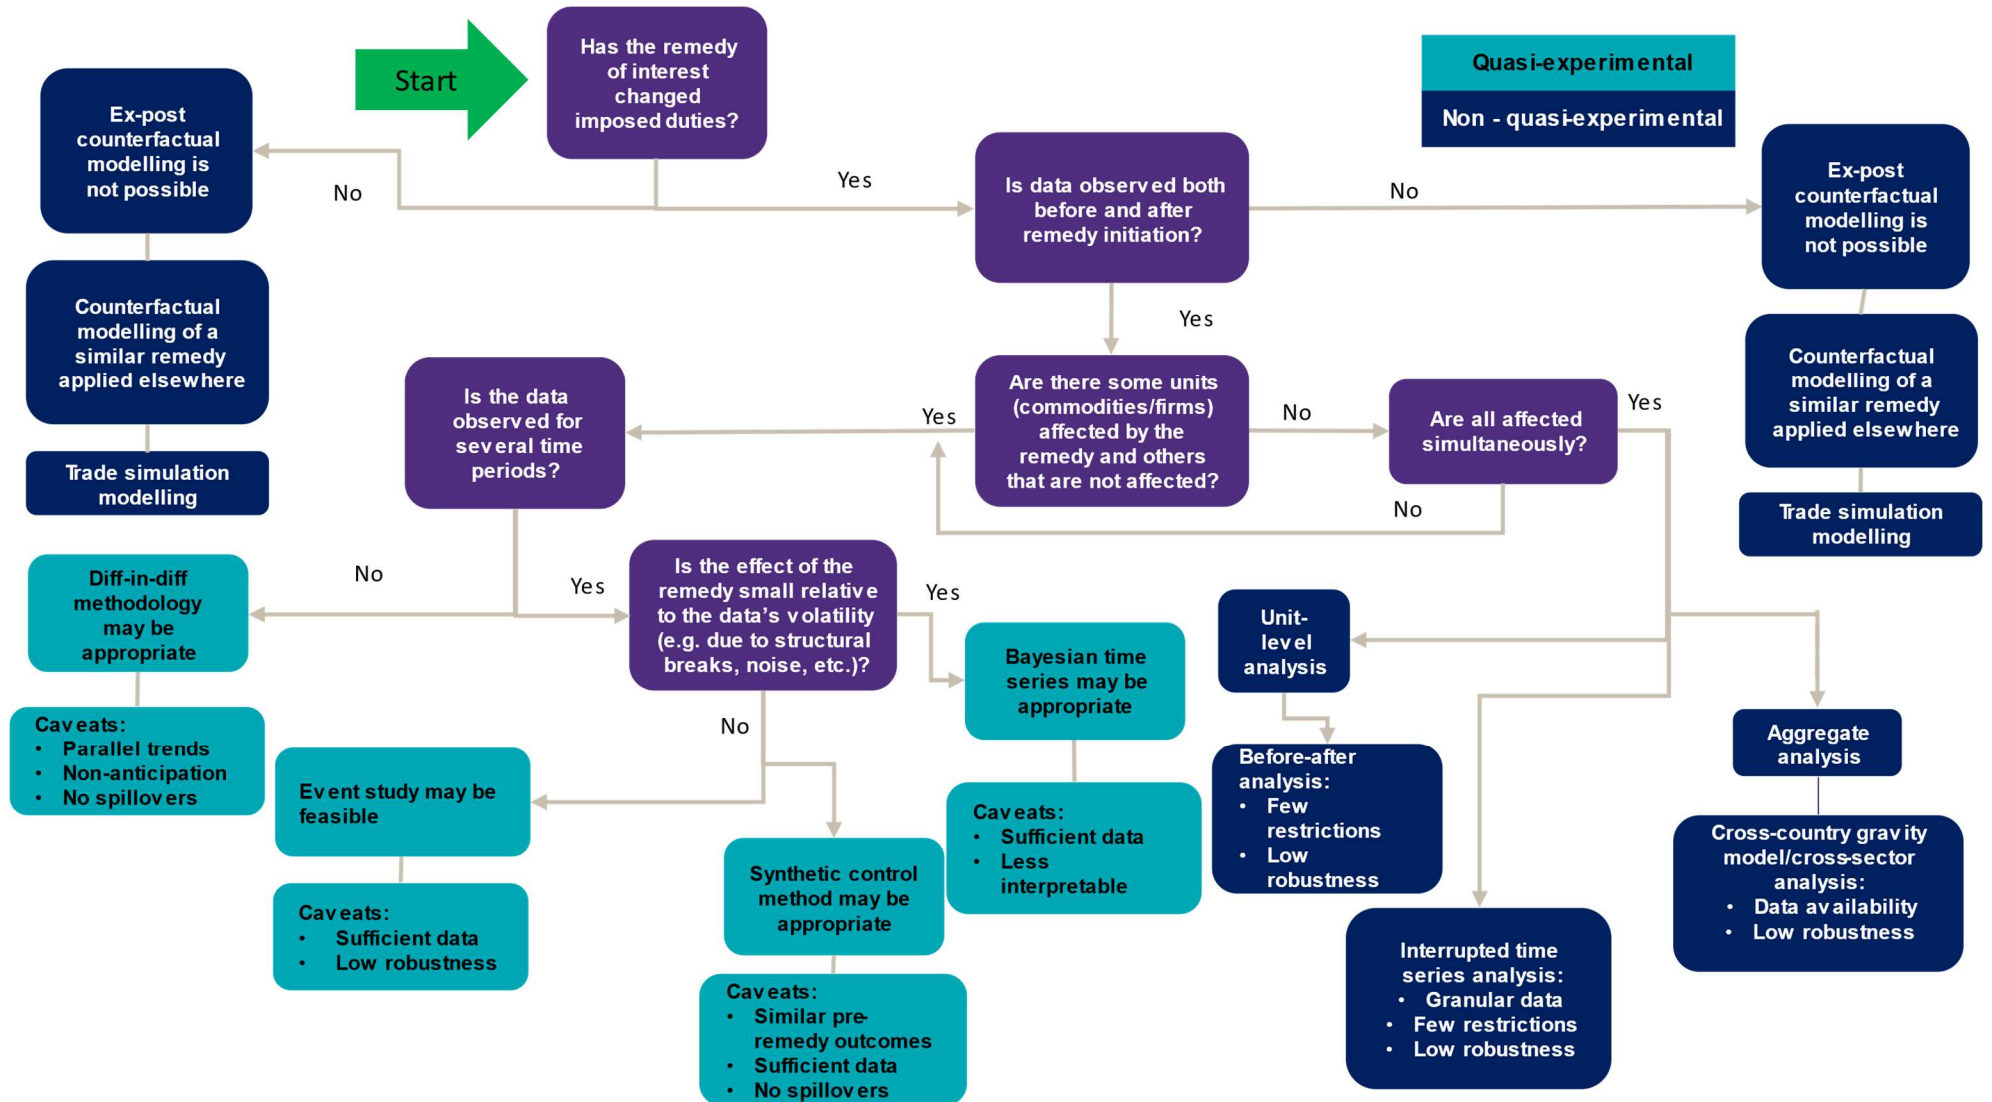 Start
Has the remedy
of interest
changed
imposed duties?
Quasi-experimental
Non - quasi-experimental
Ex-post
counterfactual
modelling is
not possible
No
Yes
Is data observed both
before and after
remedy initiation?
No
Ex-post
counterfactual
modelling is
not possible
Counterfactual
modelling of a
similar remedy
applied elsewhere
Yes
Counterfactual
modelling of a
similar remedy
applied elsewhere
Is the data
observed for
several time
periods?
Yes
Are there some units
(commodities/firms)
affected by the
remedy and others
that are not affected?
No
Are all affected
simultaneously?
Yes
No
Trade simulation
modelling
Trade simulation
modelling
Diff-in-diff
methodology
may be
appropriate
No
Yes
Is the effect of the
remedy small relative
to the data’s volatility
(e.g. due to structural
breaks, noise, etc.)?
Yes
Bayesian time
series may be
appropriate
Unit-
level
analysis
Caveats:
• Parallel trends
• Non-anticipation
• No spillovers
No
Event study may be
feasible
Caveats:
• Sufficient data
• Less
interpretable
Before-after
analysis:
• Few
restrictions
• Low
robustness
Aggregate
analysis
Cross-country gravity
model/cross-sector
analysis:
• Data availability
• Low robustness
Synthetic control
method may be
appropriate
Caveats:
• Sufficient data
• Low robustness
Interrupted time
series analysis:
• Granular data
• Few restrictions
• Low robustness
Caveats:
• Similar pre-
remedy outcomes
• Sufficient data
• No spillovers